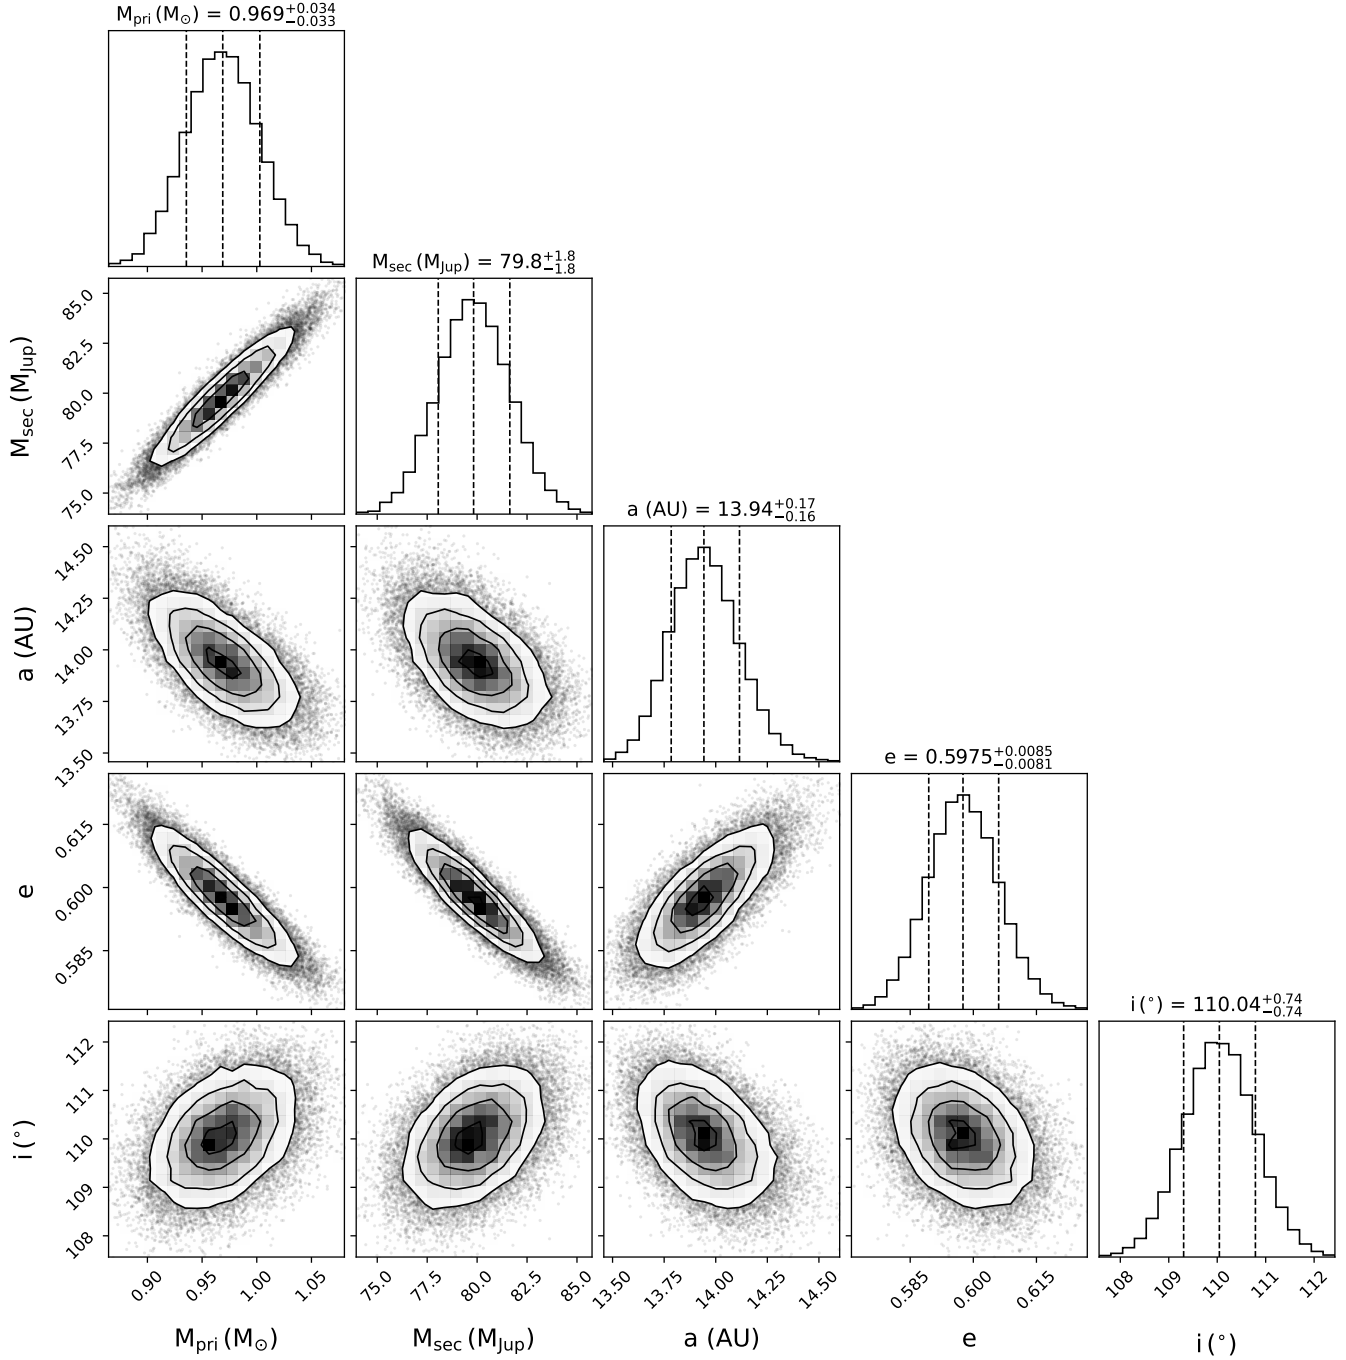 M_pri (M_⊙) = 0.969^{+0.034}_{−0.033}
M_sec (M_Jup) = 79.8^{+1.8}_{−1.8}
85.0
82.5
80.0
77.5
75.0
M_sec (M_Jup)
a (AU) = 13.94^{+0.17}_{−0.16}
14.50
14.25
14.00
13.75
13.50
a (AU)
e = 0.5975^{+0.0085}_{−0.0081}
0.615
0.600
0.585
e
i (°) = 110.04^{+0.74}_{−0.74}
112
111
110
109
108
i (°)
0.90 0.95 1.00 1.05
75.0 77.5 80.0 82.5 85.0
13.50 13.75 14.00 14.25 14.50
0.585 0.600 0.615
108 109 110 111 112
M_pri (M_⊙)
M_sec (M_Jup)
a (AU)
e
i (°)